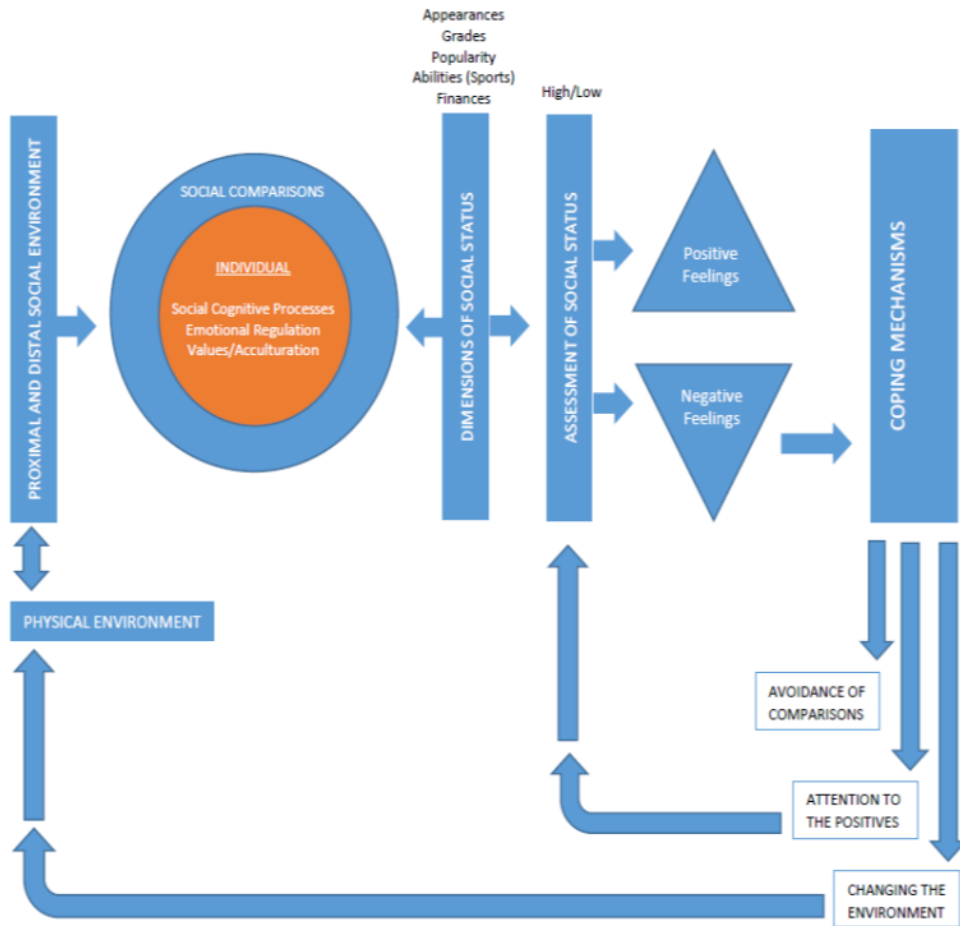 Appearances
Grades
Popularity
Abilities (Sports)
Finances
High/Low
PROXIMAL AND DISTAL SOCIAL ENVIRONMENT
SOCIAL COMPARISONS
INDIVIDUAL
Social Cognitive Processes
Emotional Regulation
Values/Acculturation
DIMENSIONS OF SOCIAL STATUS
ASSESSMENT OF SOCIAL STATUS
Positive
Feelings
Negative
Feelings
COPING MECHANISMS
PHYSICAL ENVIRONMENT
AVOIDANCE OF
COMPARISONS
ATTENTION TO
THE POSITIVES
CHANGING THE
ENVIRONMENT